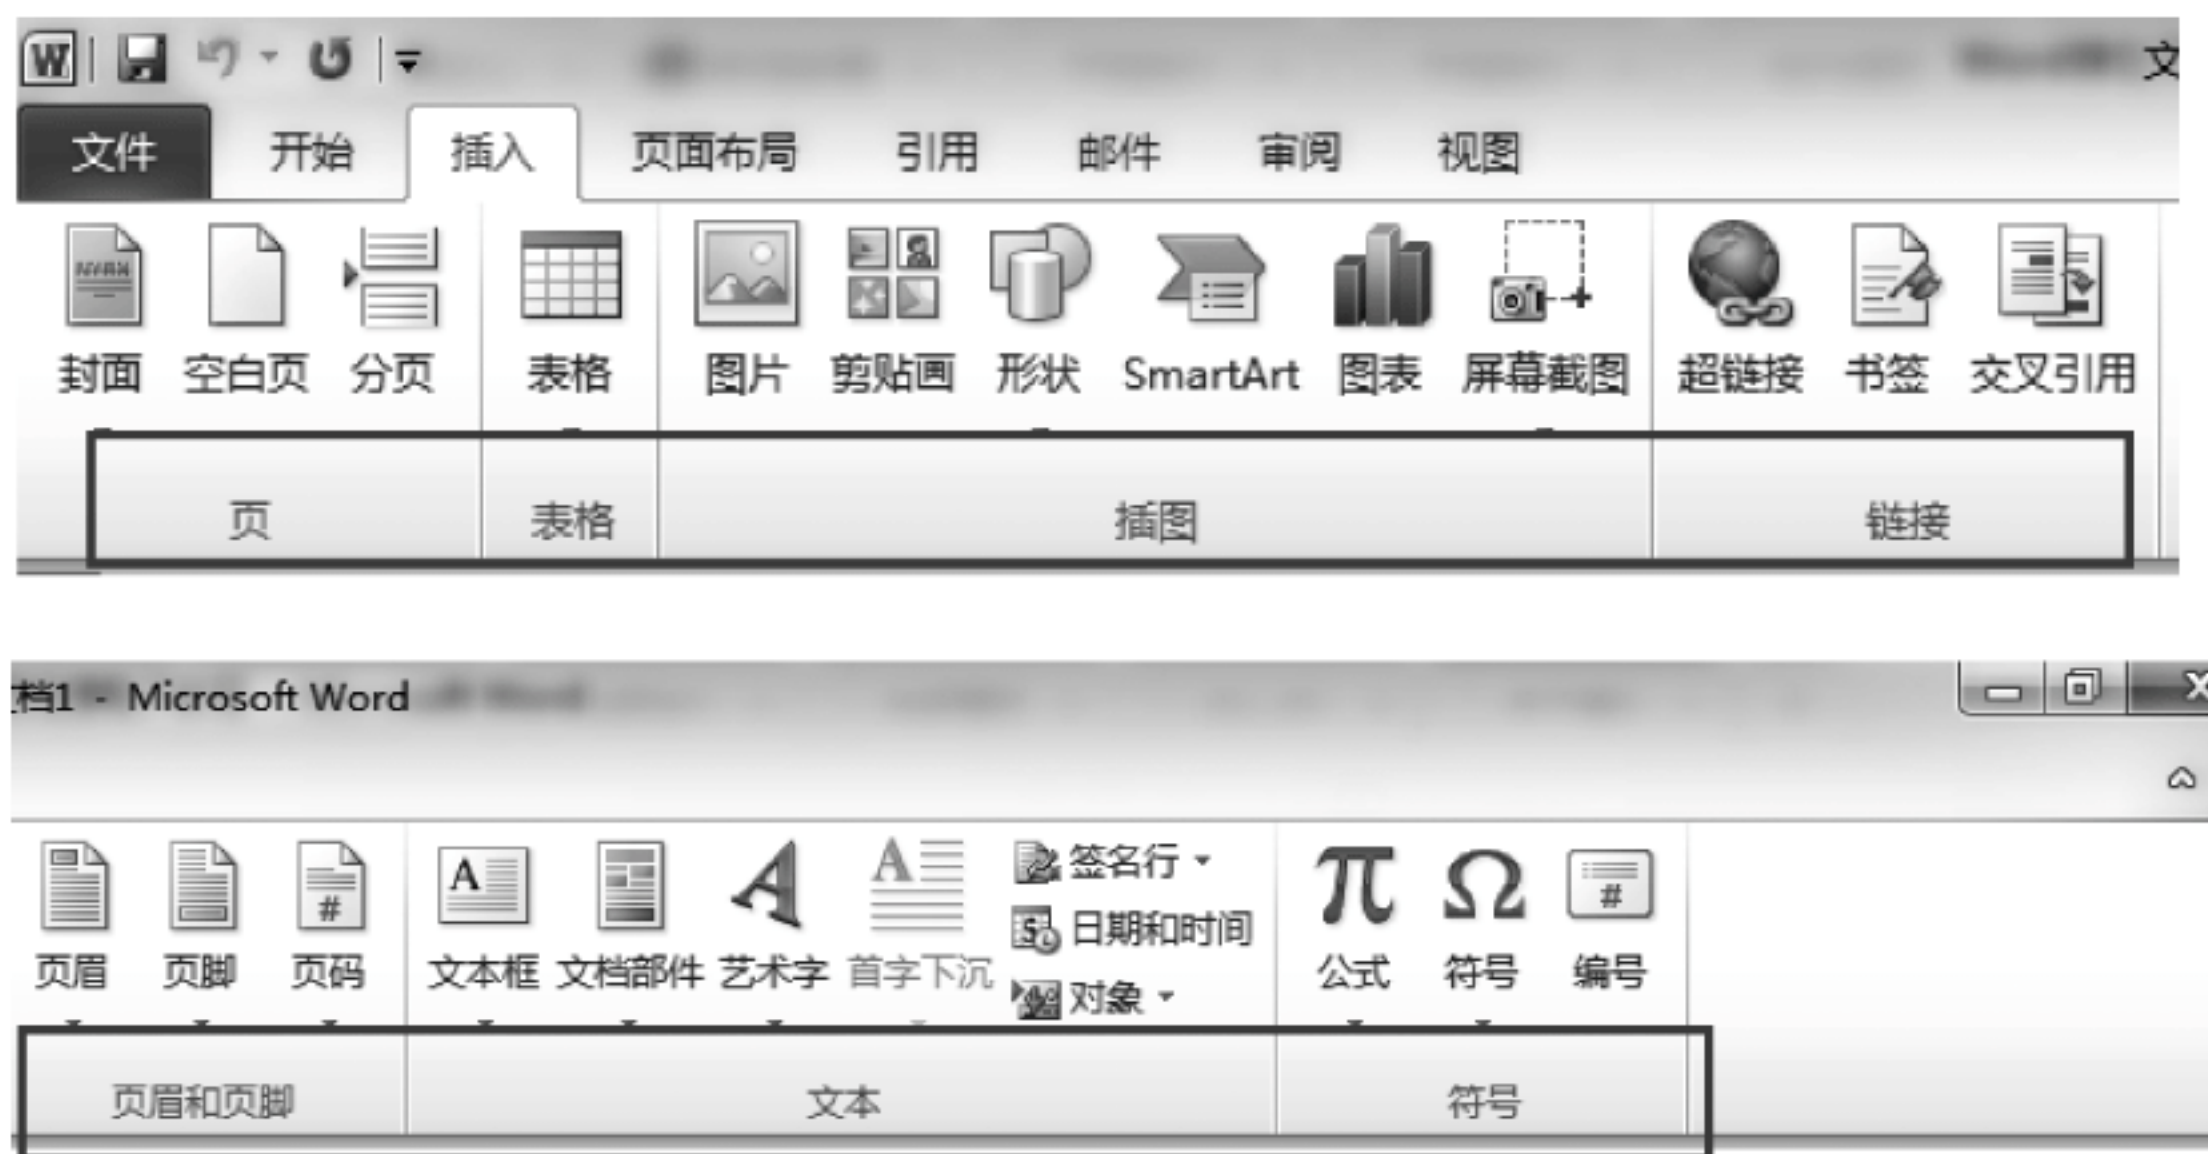 文
文件 开始 插入 页面布局 引用 邮件 审阅 视图
封面 空白页 分页 表格 图片 剪贴画 形状 SmartArt 图表 屏幕截图 超链接 书签 交叉引用
页 表格 插图 链接
档1 - Microsoft Word
签名行
日期和时间
页眉 页脚 页码 文本框 文档部件 艺术字 首字下沉 公式 符号 编号
对象
页眉和页脚 文本 符号